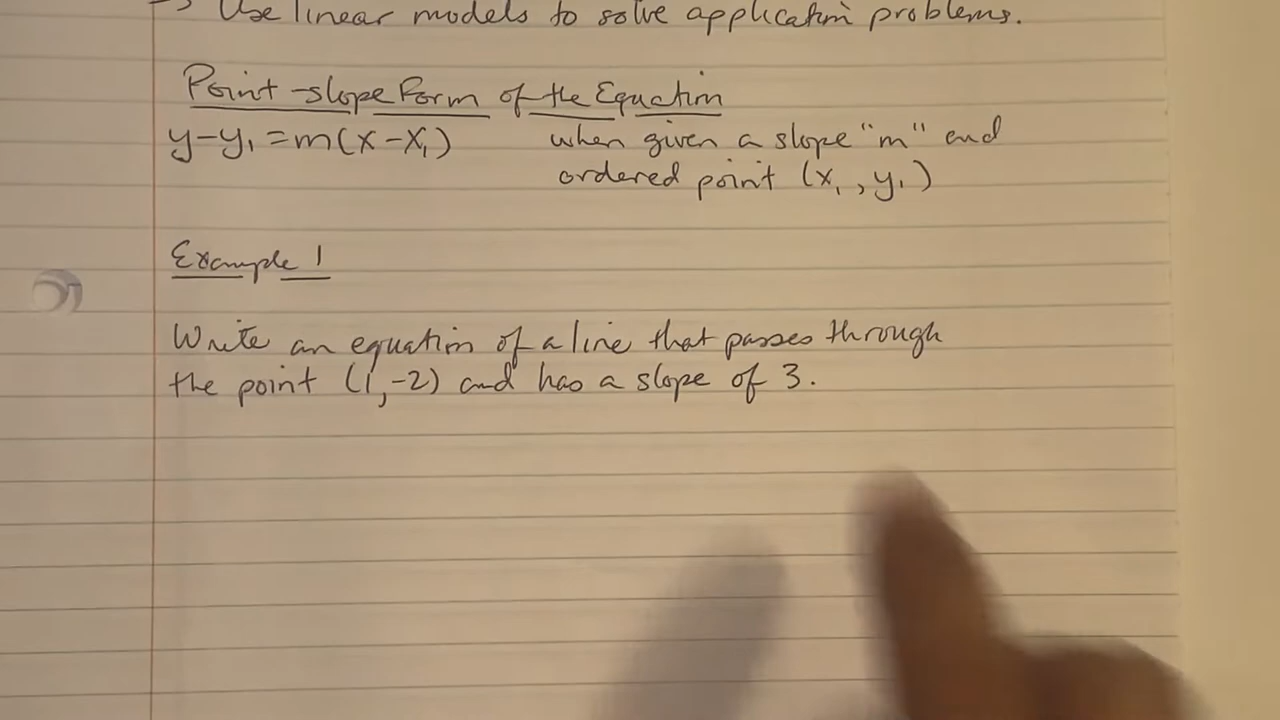 → Use linear models to solve application problems.
Point-slope Form of the Equation
y-y₁ = m(x-x₁) when given a slope "m" and
ordered point (x₁, y₁)
Example 1
Write an equation of a line that passes through
the point (1, -2) and has a slope of 3.